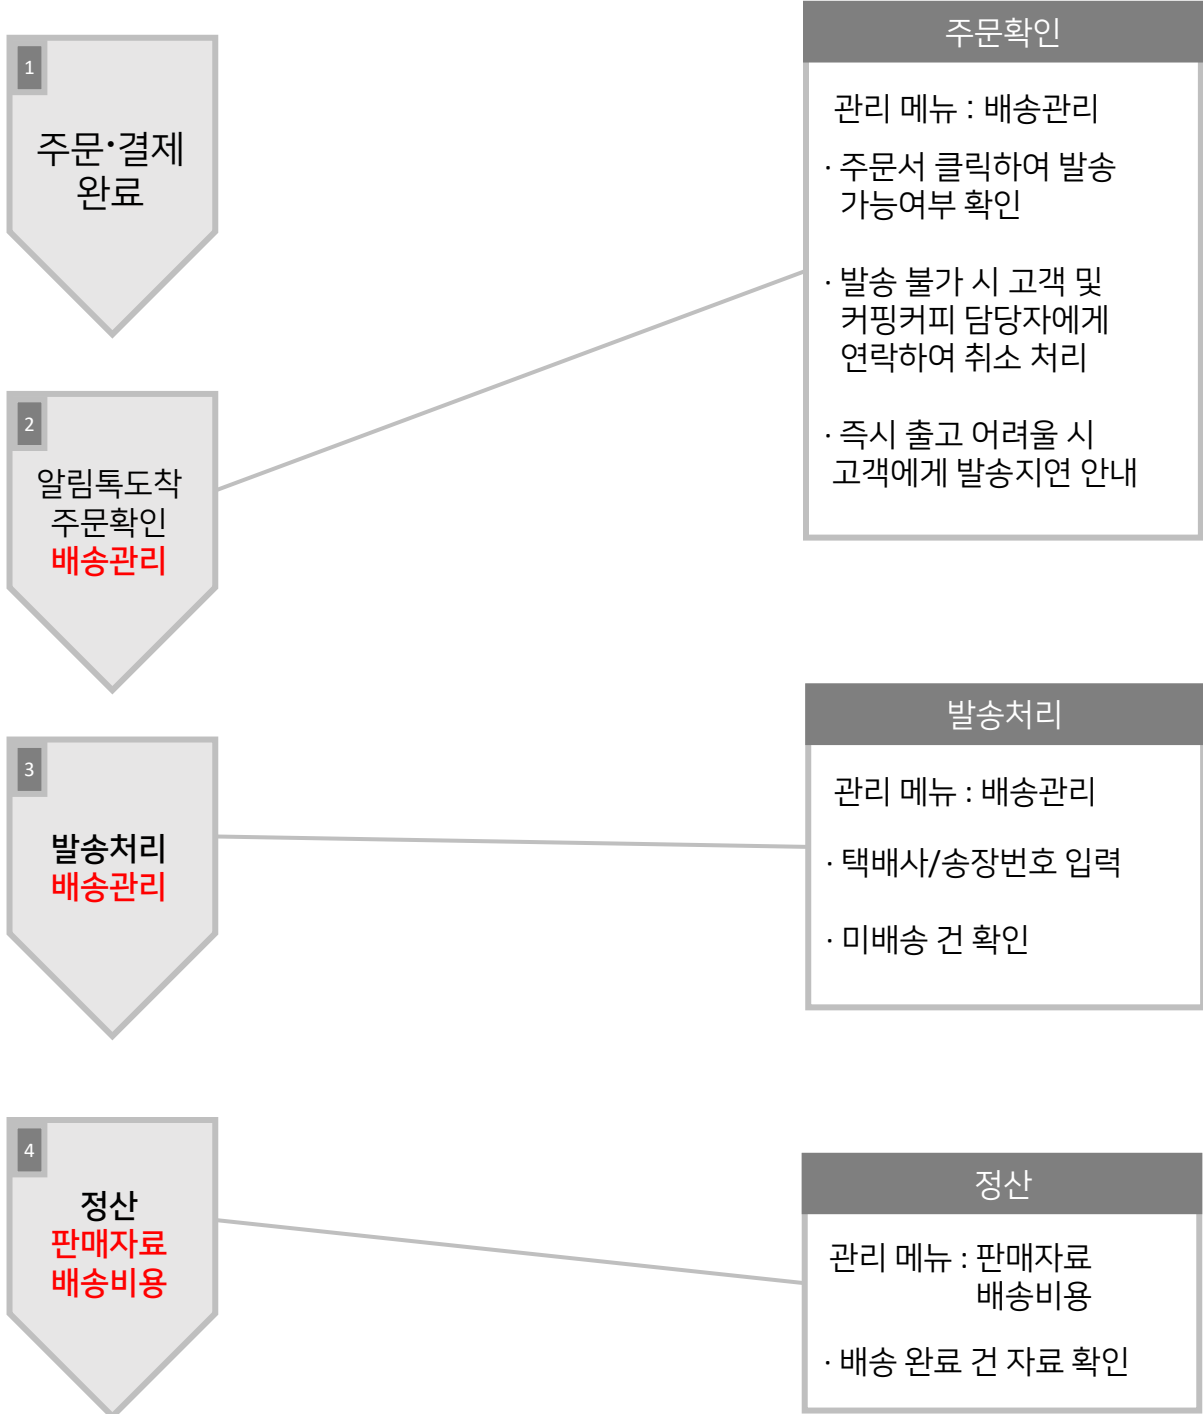 1
주문·결제
완료
주문확인
관리 메뉴 : 배송관리
· 주문서 클릭하여 발송
가능여부 확인
· 발송 불가 시 고객 및
커핑커피 담당자에게
연락하여 취소 처리
· 즉시 출고 어려울 시
고객에게 발송지연 안내
2
알림톡도착
주문확인
배송관리
3
발송처리
배송관리
발송처리
관리 메뉴 : 배송관리
· 택배사/송장번호 입력
· 미배송 건 확인
4
정산
판매자료
배송비용
정산
관리 메뉴 : 판매자료
배송비용
· 배송 완료 건 자료 확인